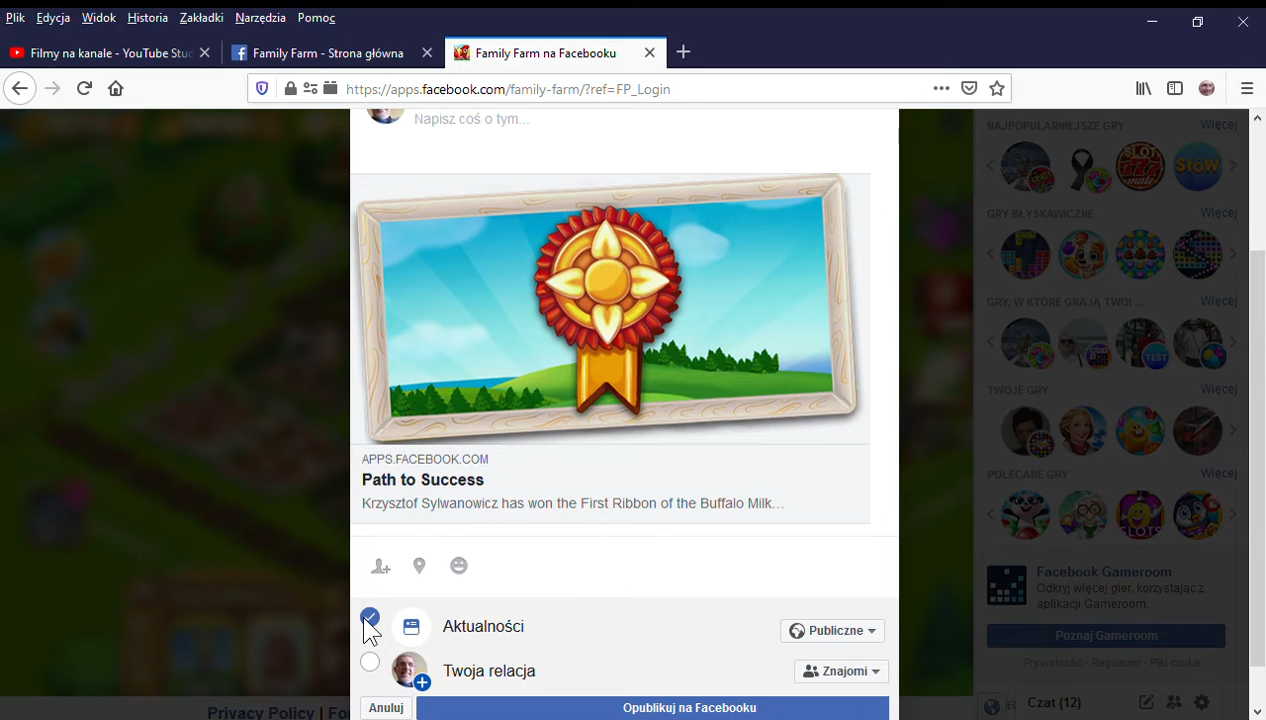 Plik Edycja Widok Historia Zakładki Narzędzia Pomoc
Filmy na kanale - YouTube Stu
Family Farm - Strona główna
Family Farm na Facebooku
https://apps.facebook.com/family-farm/?ref=FP_Login
Napisz coś o tym...
APPS.FACEBOOK.COM
Path to Success
Krzysztof Sylwanowicz has won the First Ribbon of the Buffalo Milk...
Aktualności
Publiczne
Twoja relacja
Znajomi
Anuluj
Opublikuj na Facebooku
NAJPOPULARNIEJSZE GRY Więcej
GRY BŁYSKAWICZNE Więcej
GRY, W KTÓRE GRAJĄ TWOI ... Więcej
TEST
TWOJE GRY Więcej
POLECANE GRY Więcej
SLOTS
Facebook Gameroom
Odkryj więcej gier, korzystając z
aplikacji Gameroom.
Poznaj Gameroom
Prywatność · Regulamin · Pliki cookie
Czat (12)
Privacy Policy